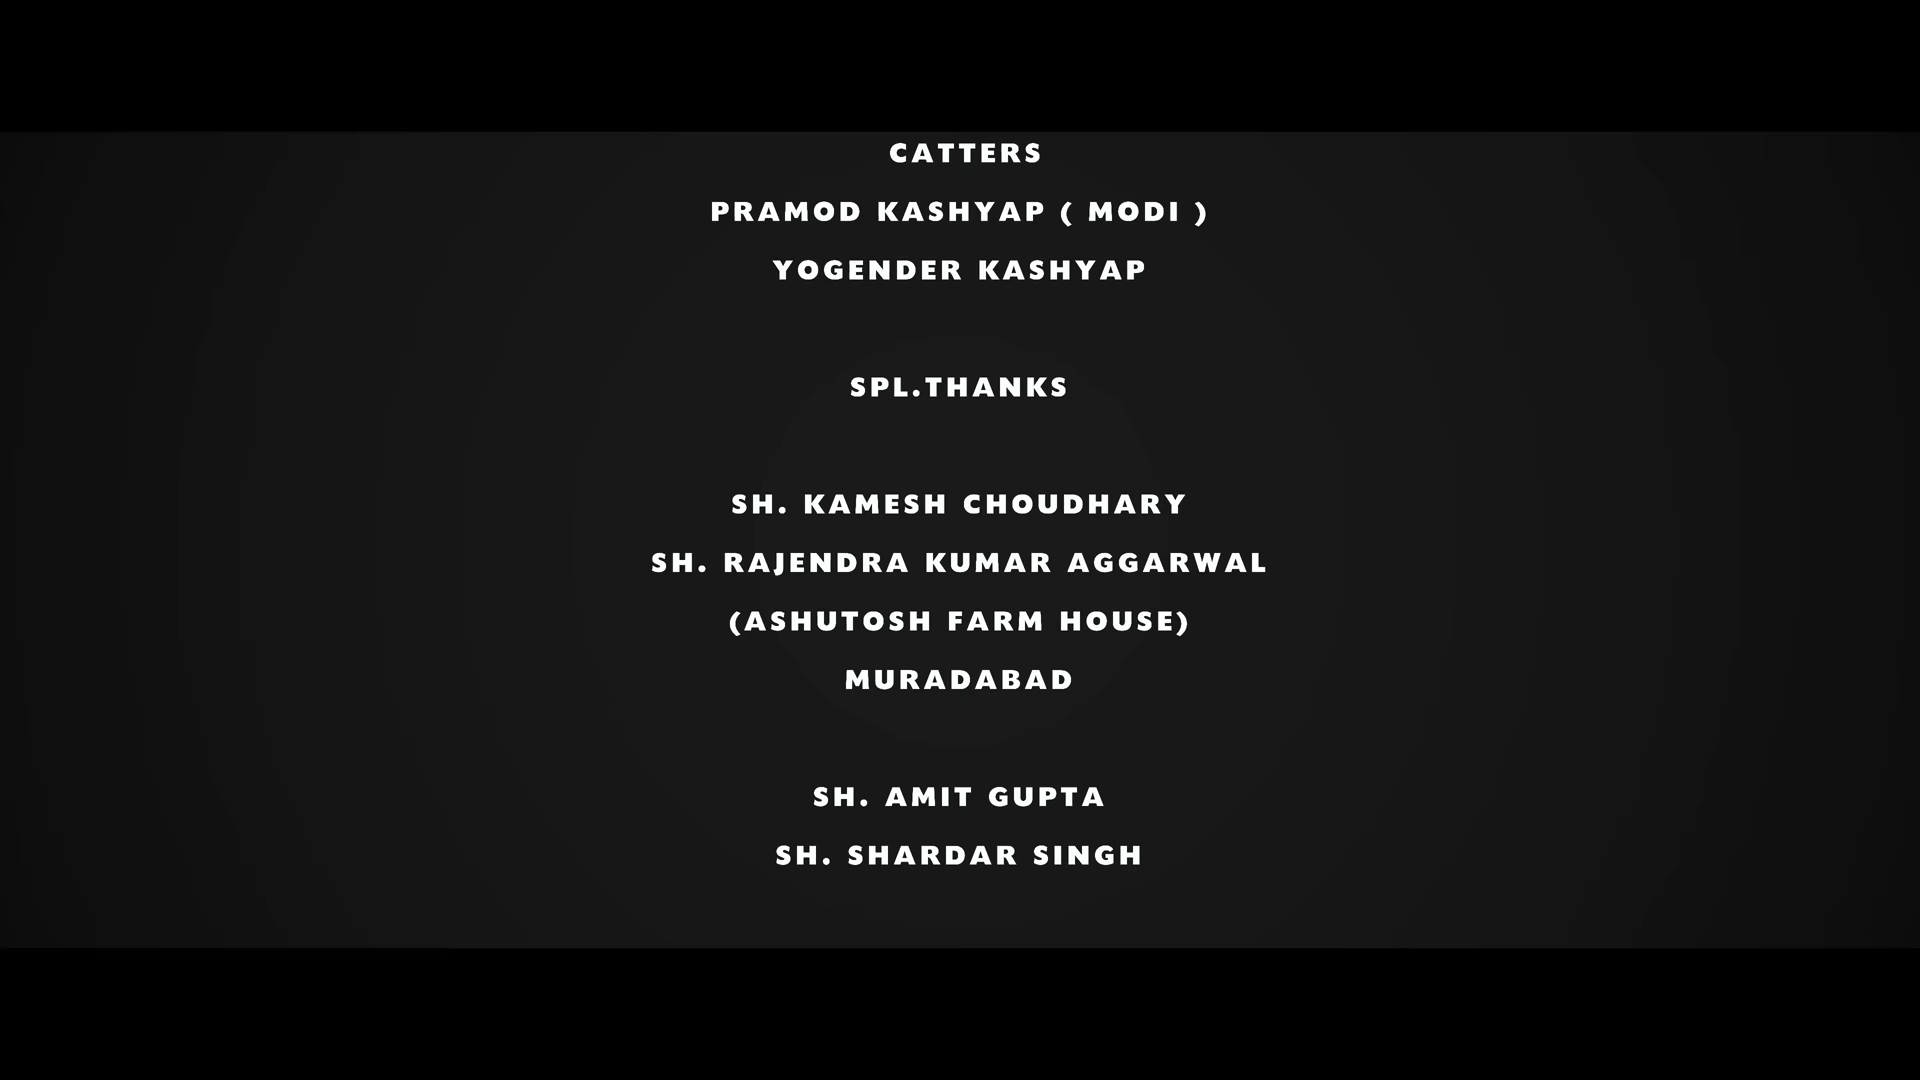 CATTERS
PRAMOD KASHYAP ( MODI )
YOGENDER KASHYAP
SPL.THANKS
SH. KAMESH CHOUDHARY
SH. RAJENDRA KUMAR AGGARWAL
(ASHUTOSH FARM HOUSE)
MURADABAD
SH. AMIT GUPTA
SH. SHARDAR SINGH